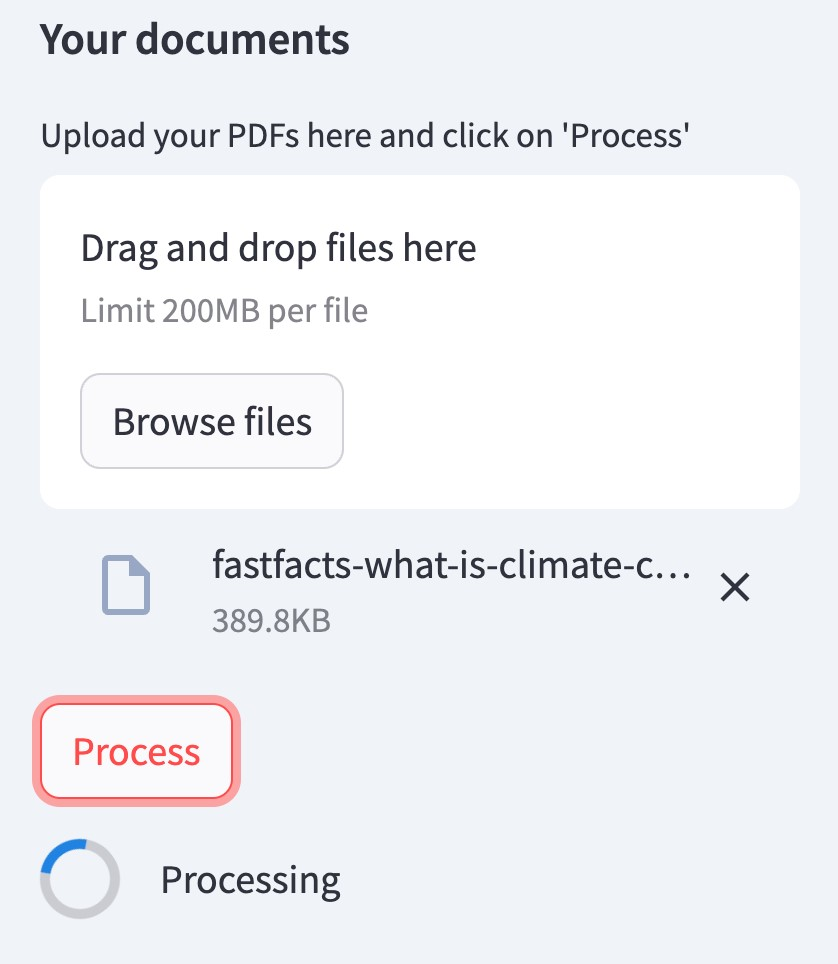 Your documents
Upload your PDFs here and click on 'Process'
Drag and drop files here
Limit 200MB per file
Browse files
fastfacts-what-is-climate-c...
389.8KB
Process
Processing